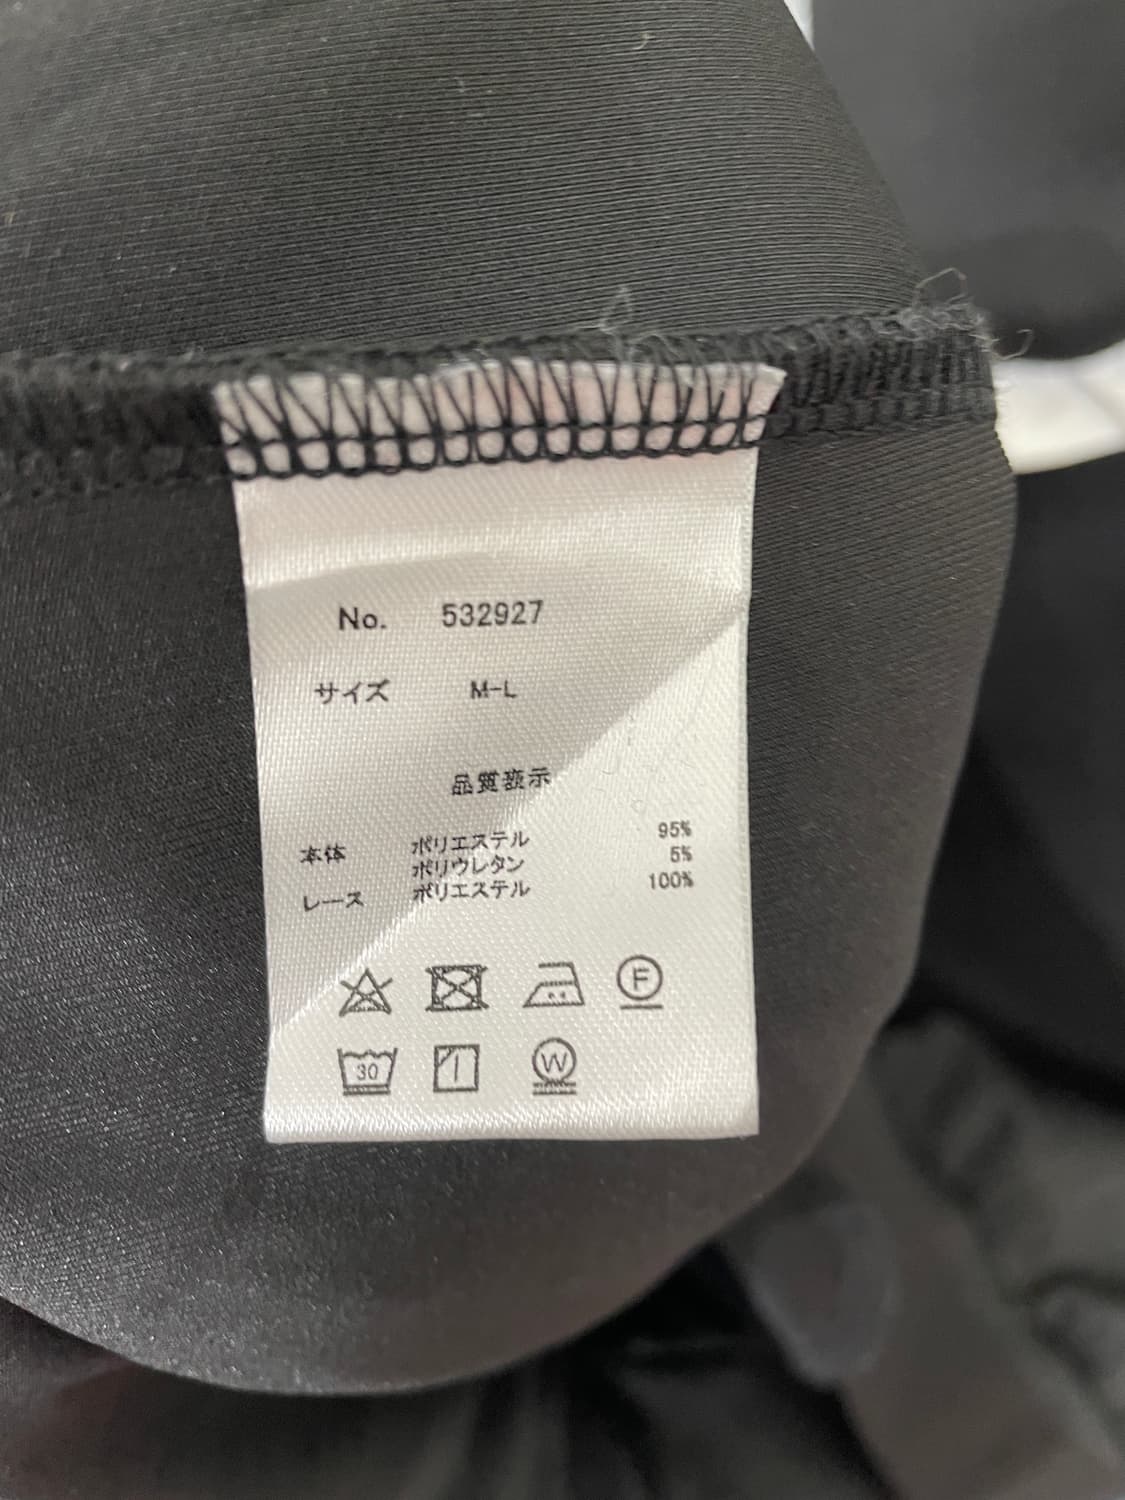 No. 532927
サイズ M-L
品質表示
本体 ポリエステル 95%
ポリウレタン 5%
レース ポリエステル 100%
F
30
W